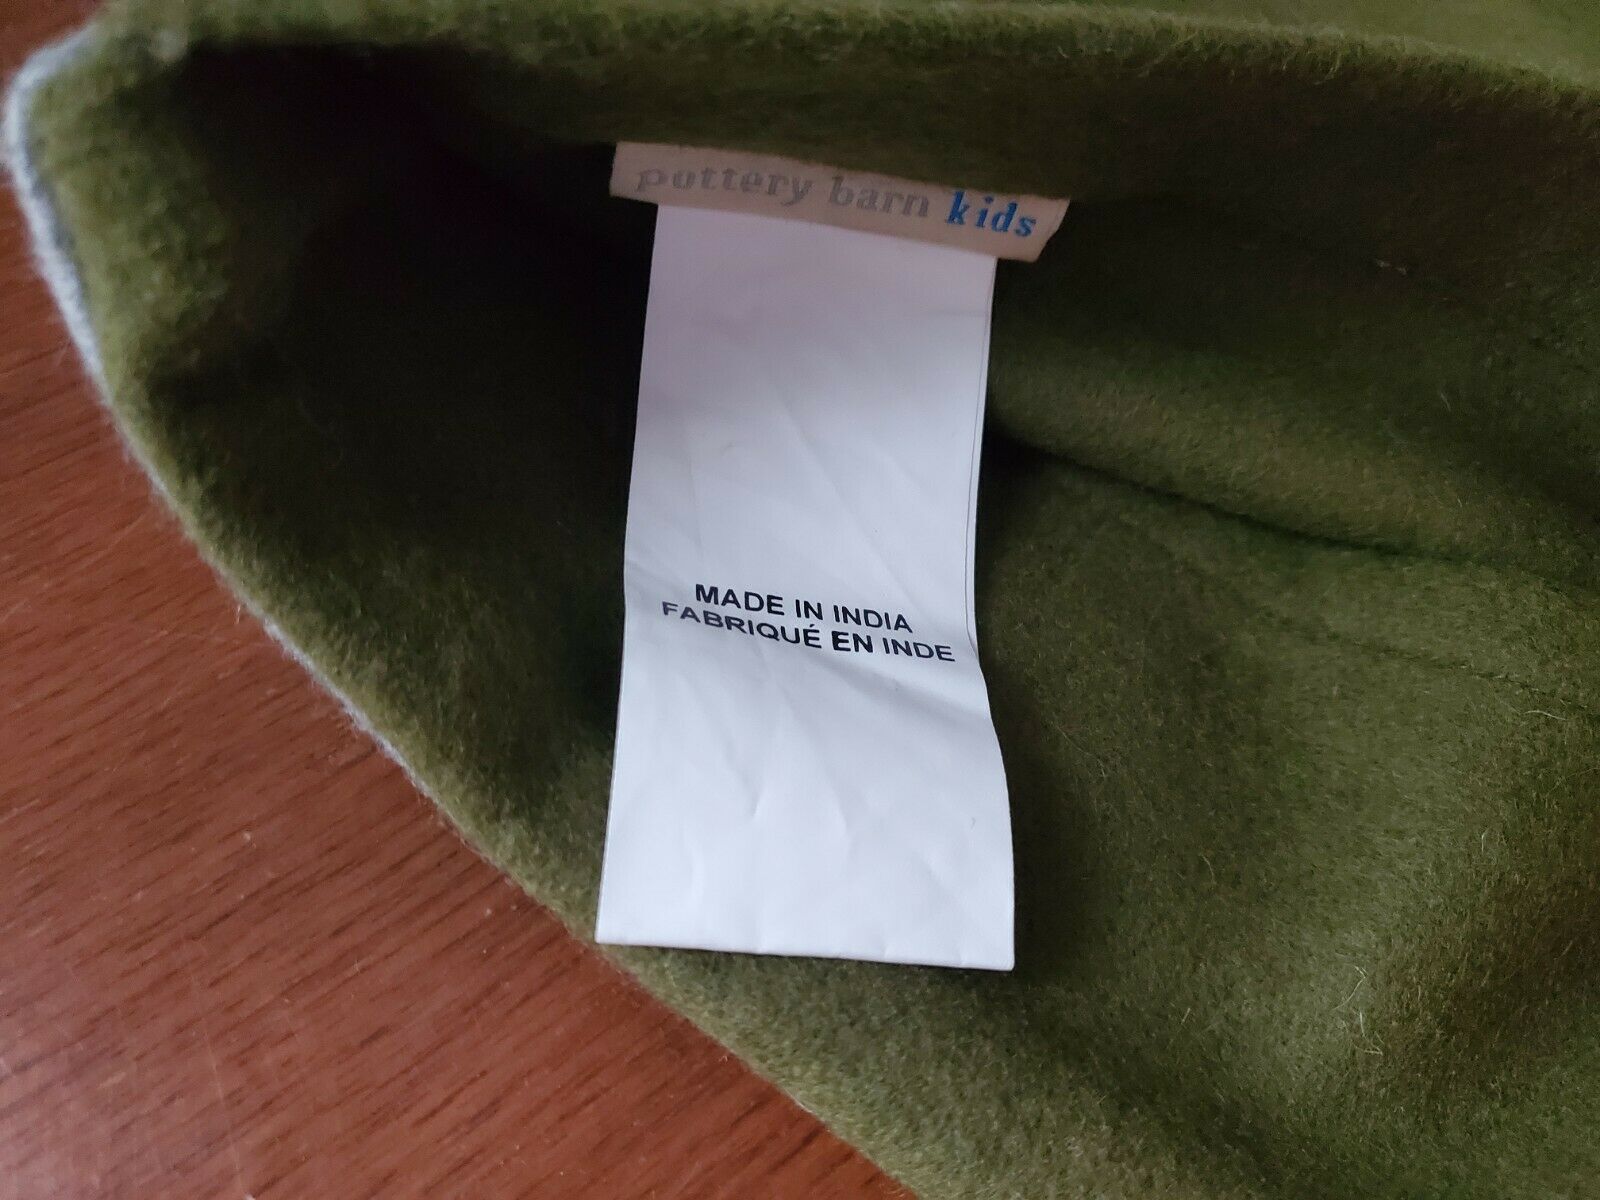 pottery barn kids
MADE IN INDIA
FABRIQUÉ EN INDE